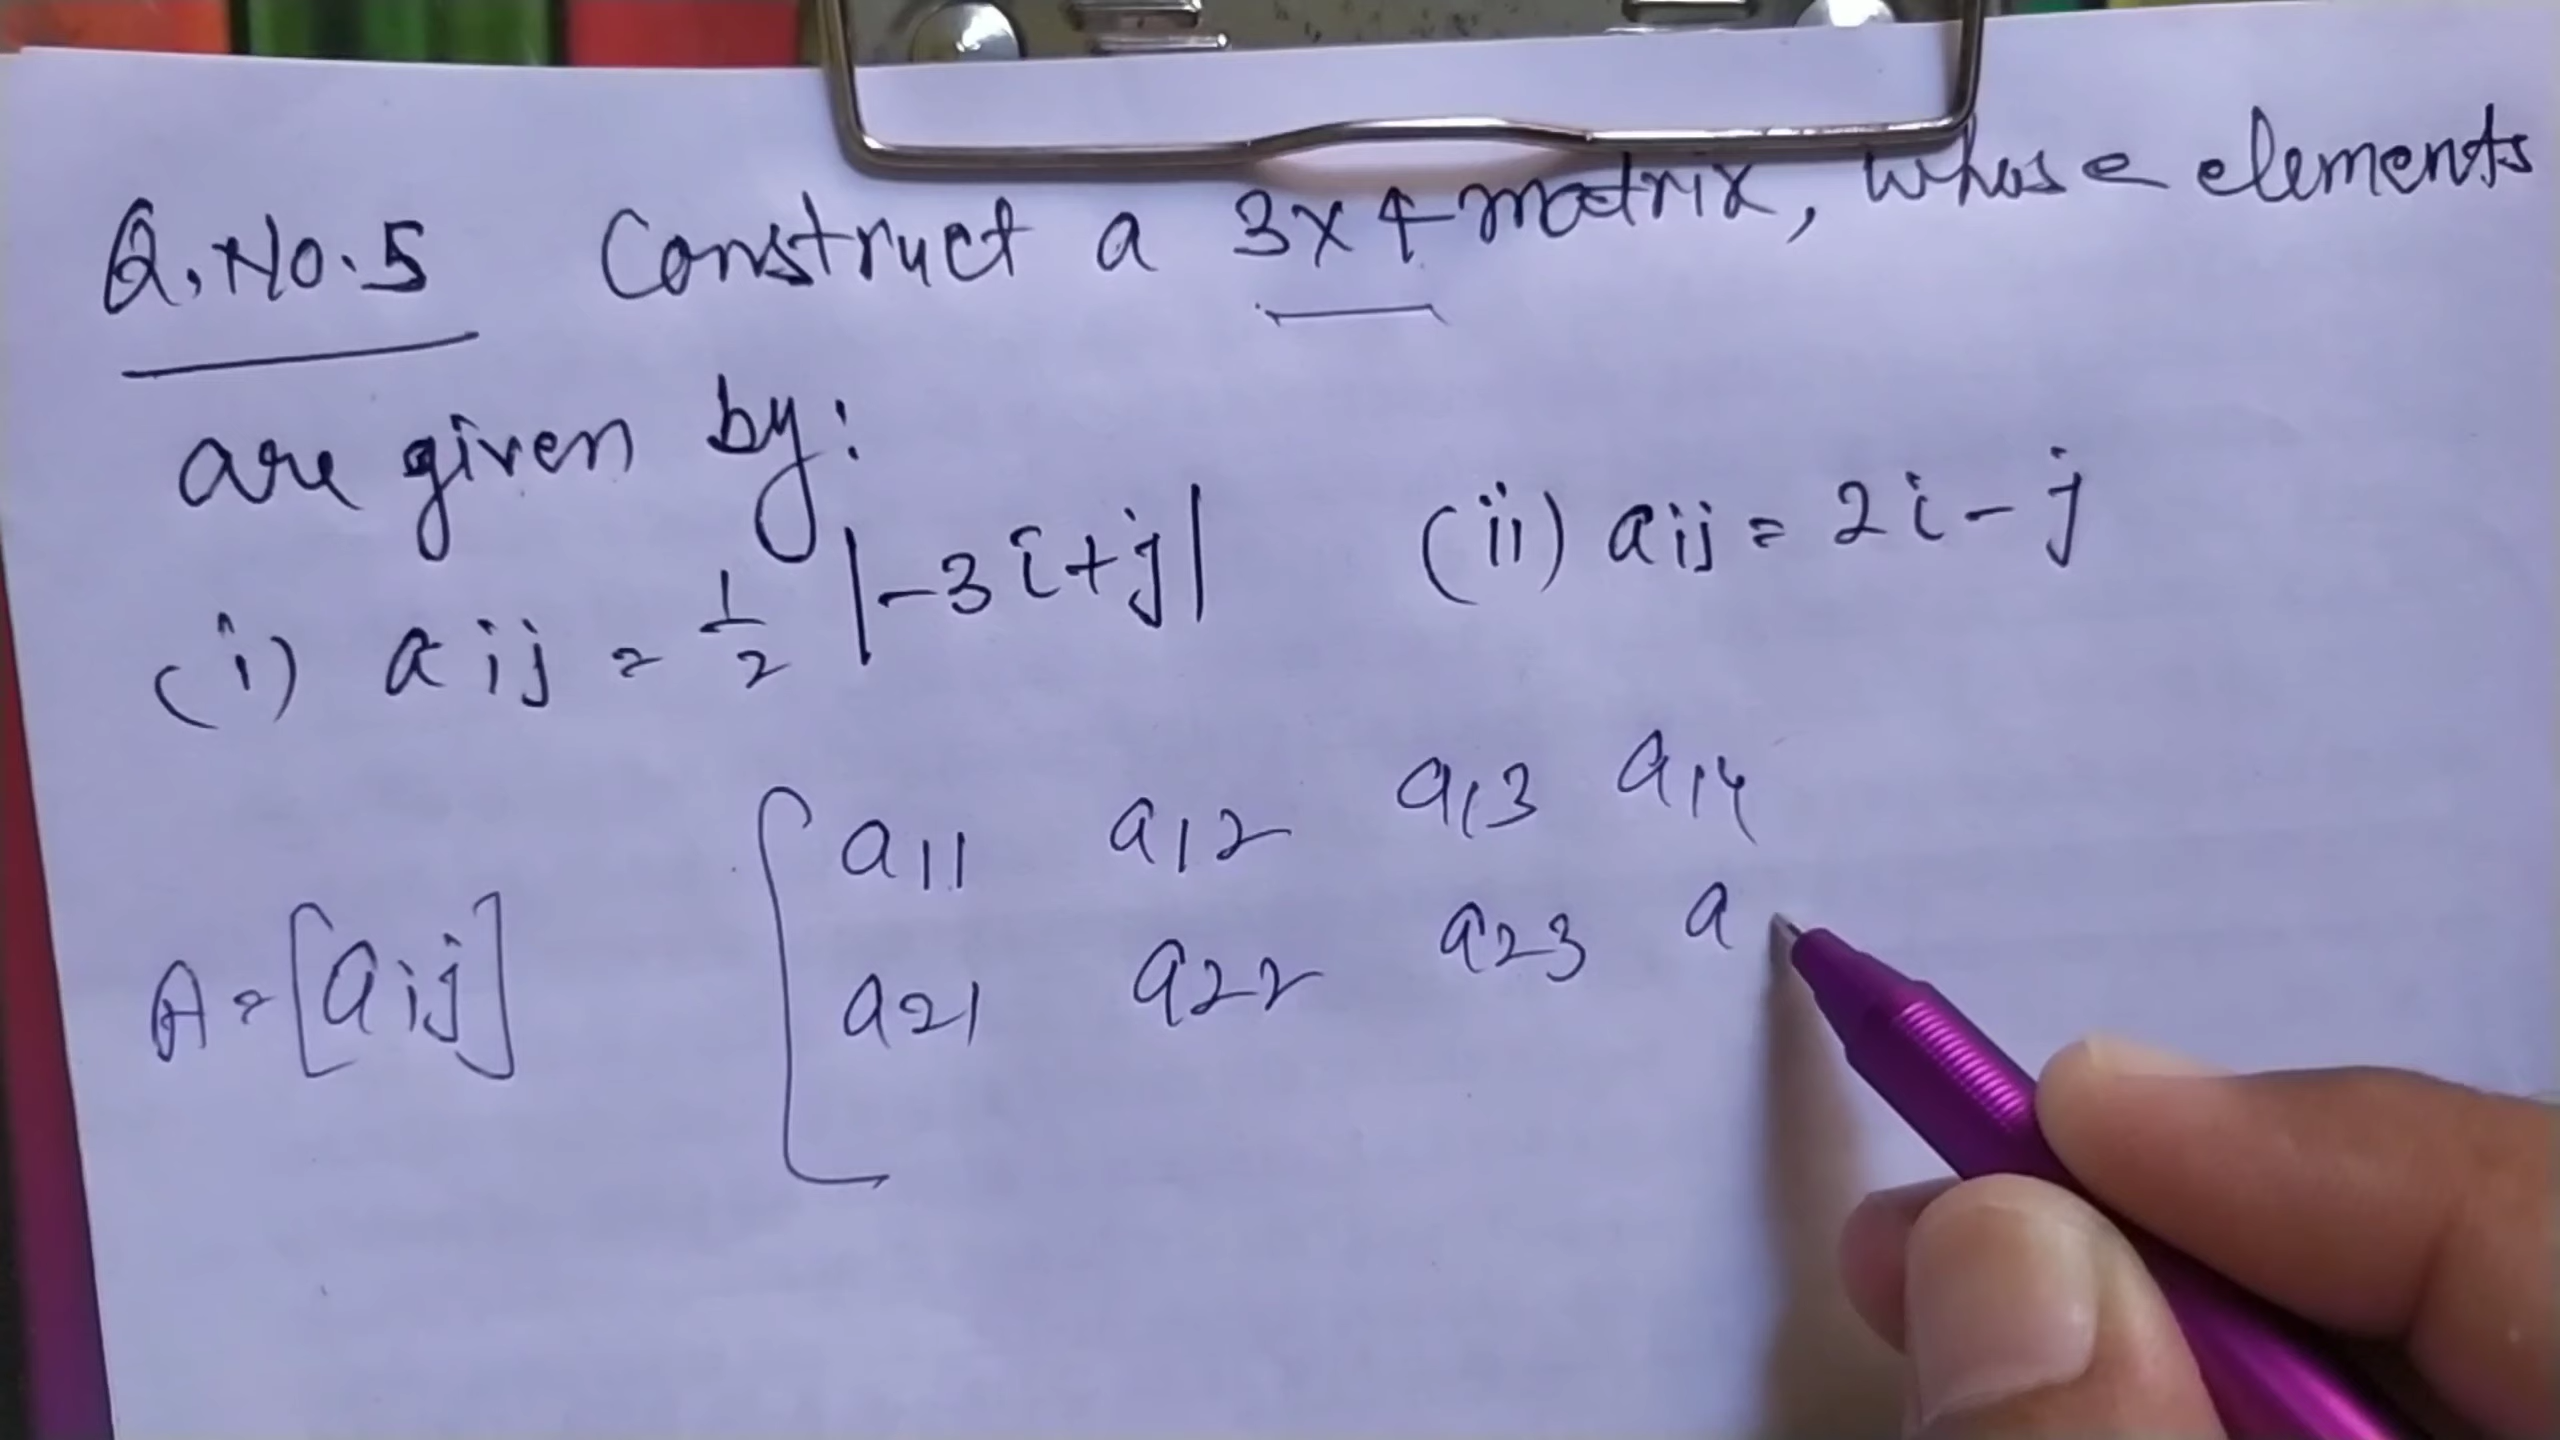 Q.No.5 Construct a 3x4 matrix, whose elements
are given by:
(i) aij = 1/2 |-3i+j| (ii) aij = 2i-j
a11 a12 a13 a14
A=[aij] a21 a22 a23 a